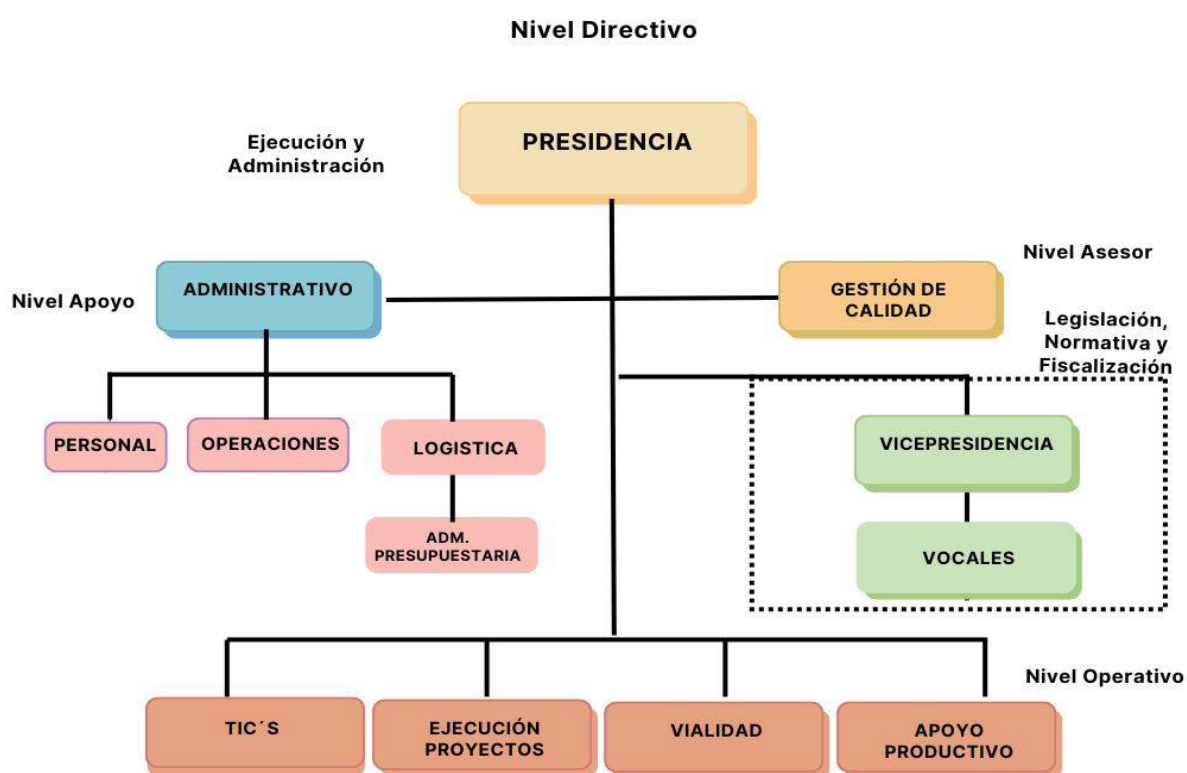 Nivel Directivo
PRESIDENCIA
Ejecución y
Administración
Nivel Asesor
Nivel Apoyo
ADMINISTRATIVO
GESTIÓN DE
CALIDAD
Legislación,
Normativa y
Fiscalización
PERSONAL
OPERACIONES
LOGISTICA
VICEPRESIDENCIA
ADM.
PRESUPUESTARIA
VOCALES
Nivel Operativo
TIC´S
EJECUCIÓN
PROYECTOS
VIALIDAD
APOYO
PRODUCTIVO